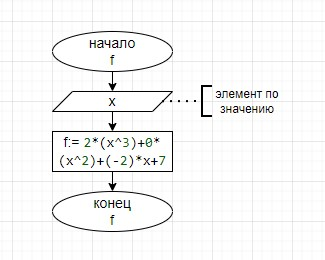 начало
f
x
элемент по
значению
f:= 2*(x^3)+0*
(x^2)+(-2)*x+7
конец
f